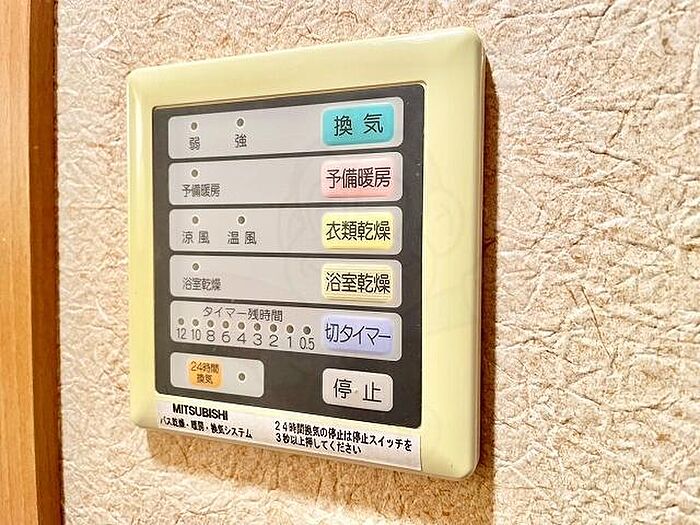 弱 強 換気
予備暖房 予備暖房
涼風 温風 衣類乾燥
浴室乾燥 浴室乾燥
タイマー残時間
12 10 8 6 4 3 2 1 0.5 切タイマー
24時間
換気
停止
MITSUBISHI
バス乾燥・暖房・換気システム
24時間換気の停止は停止スイッチを
3秒以上押してください